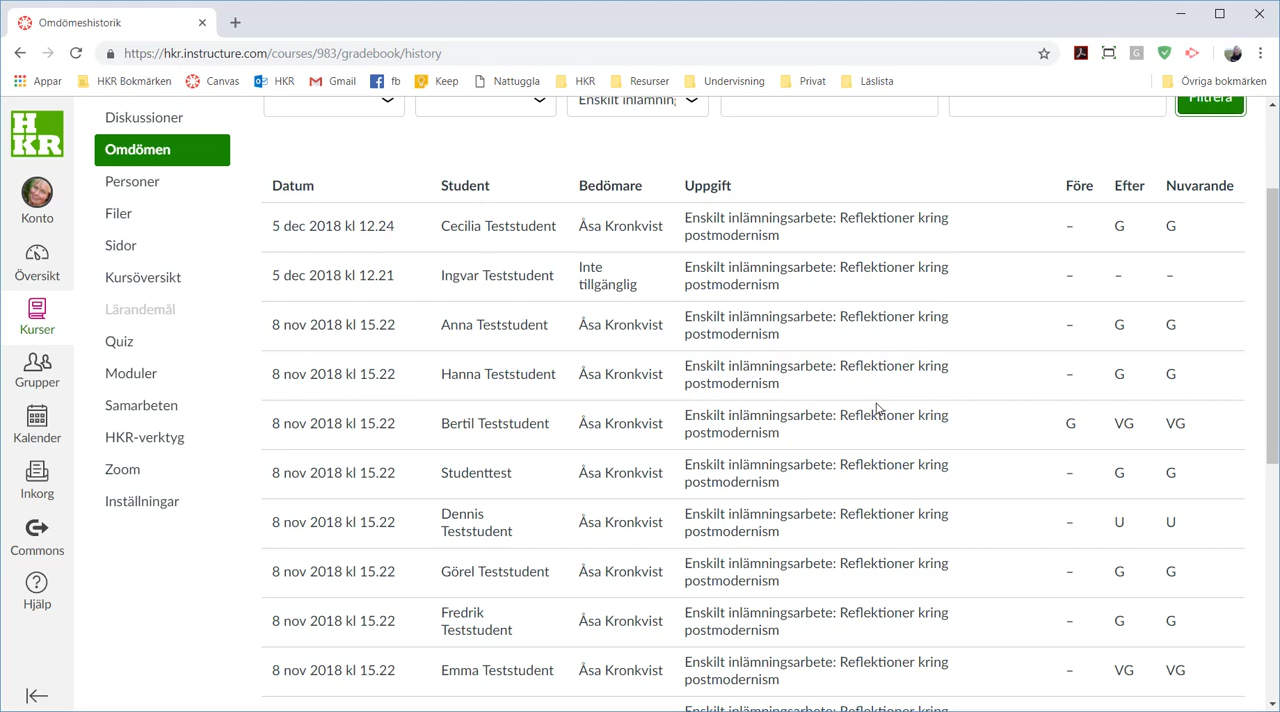 Omdömeshistorik
https://hkr.instructure.com/courses/983/gradebook/history
Appar HKR Bokmärken Canvas HKR Gmail fb Keep Nattuggla HKR Resurser Undervisning Privat Läslista Övriga bokmärken
HKR
Konto
Översikt
Kurser
Grupper
Kalender
Inkorg
Commons
Hjälp
Diskussioner
Omdömen
Personer
Filer
Sidor
Kursöversikt
Lärandemål
Quiz
Moduler
Samarbeten
HKR-verktyg
Zoom
Inställningar
Enskilt inlämning Filtrera
Datum Student Bedömare Uppgift Före Efter Nuvarande
5 dec 2018 kl 12.24 Cecilia Teststudent Åsa Kronkvist Enskilt inlämningsarbete: Reflektioner kring
postmodernism – G G
5 dec 2018 kl 12.21 Ingvar Teststudent Inte
tillgänglig Enskilt inlämningsarbete: Reflektioner kring
postmodernism – – –
8 nov 2018 kl 15.22 Anna Teststudent Åsa Kronkvist Enskilt inlämningsarbete: Reflektioner kring
postmodernism – G G
8 nov 2018 kl 15.22 Hanna Teststudent Åsa Kronkvist Enskilt inlämningsarbete: Reflektioner kring
postmodernism – G G
8 nov 2018 kl 15.22 Bertil Teststudent Åsa Kronkvist Enskilt inlämningsarbete: Reflektioner kring
postmodernism G VG VG
8 nov 2018 kl 15.22 Studenttest Åsa Kronkvist Enskilt inlämningsarbete: Reflektioner kring
postmodernism – G G
8 nov 2018 kl 15.22 Dennis
Teststudent Åsa Kronkvist Enskilt inlämningsarbete: Reflektioner kring
postmodernism – U U
8 nov 2018 kl 15.22 Görel Teststudent Åsa Kronkvist Enskilt inlämningsarbete: Reflektioner kring
postmodernism – G G
8 nov 2018 kl 15.22 Fredrik
Teststudent Åsa Kronkvist Enskilt inlämningsarbete: Reflektioner kring
postmodernism – G G
8 nov 2018 kl 15.22 Emma Teststudent Åsa Kronkvist Enskilt inlämningsarbete: Reflektioner kring
postmodernism – VG VG
Enskilt inlämningsarbete: Reflektioner kring